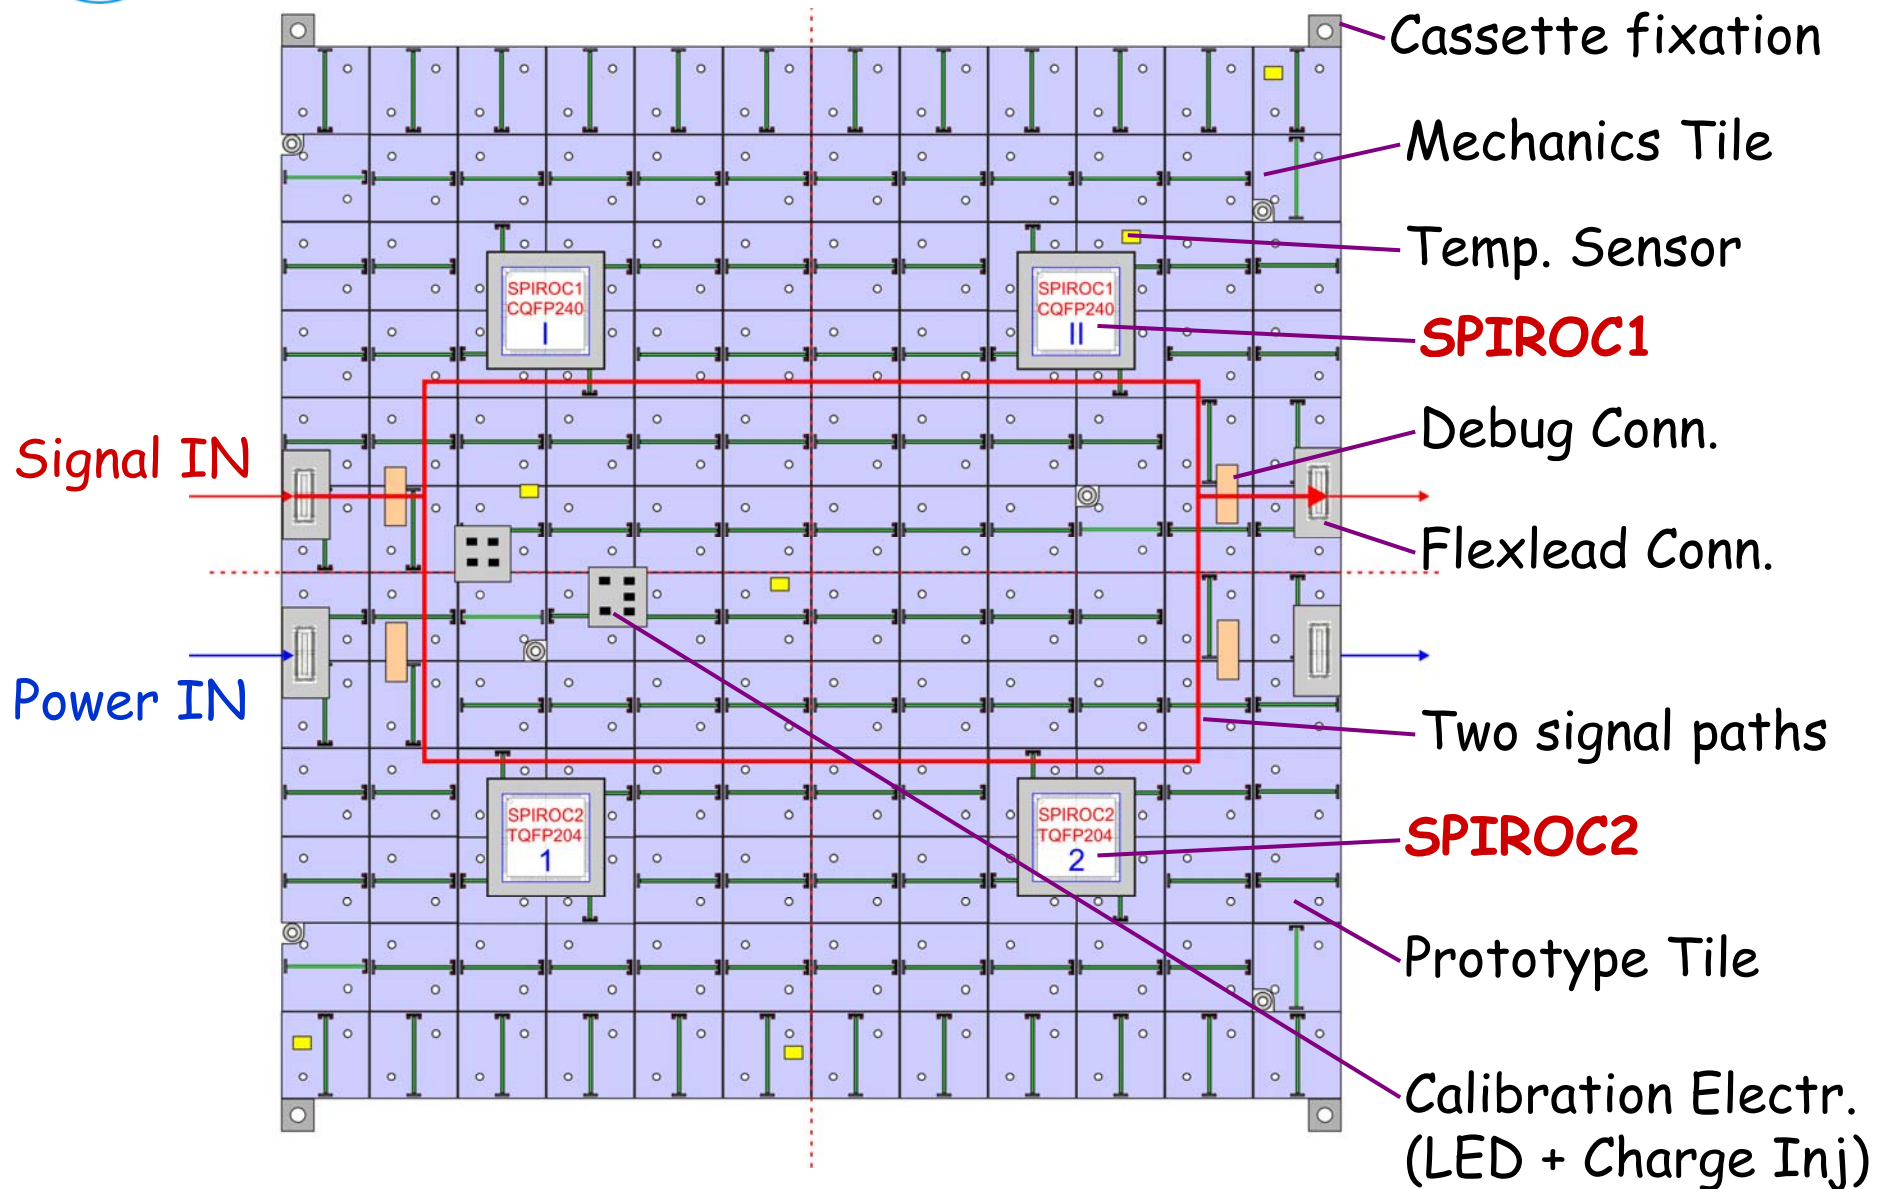 Cassette fixation
Mechanics Tile
Temp. Sensor
SPIROC1
CQFP240
I
SPIROC1
CQFP240
II
SPIROC1
Debug Conn.
Signal IN
Flexlead Conn.
Power IN
Two signal paths
SPIROC2
TQFP204
1
SPIROC2
TQFP204
2
SPIROC2
Prototype Tile
Calibration Electr.
(LED + Charge Inj)